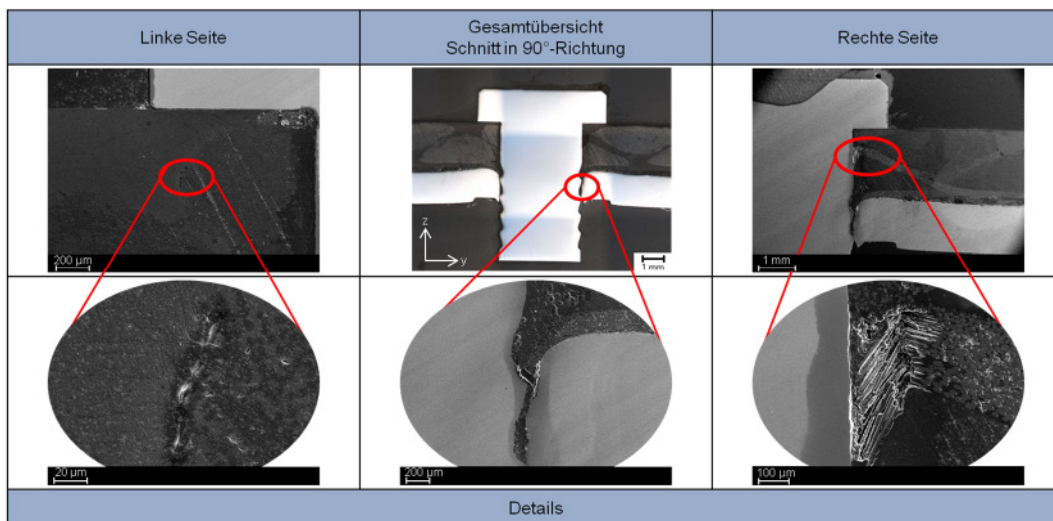 Linke Seite
Gesamtübersicht
Schnitt in 90°-Richtung
Rechte Seite
200 µm
z
y
1 mm
1 mm
20 µm
200 µm
100 µm
Details